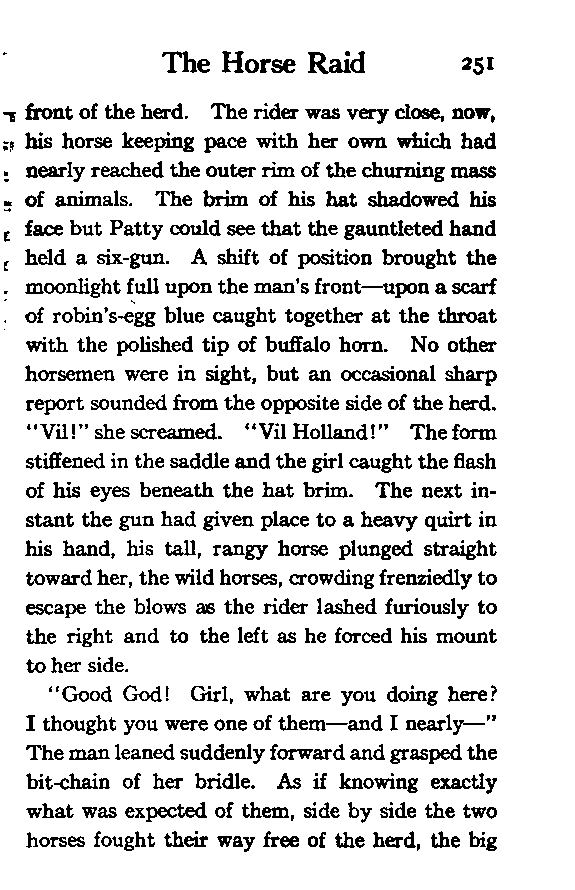 The Horse Raid 251
front of the herd. The rider was very close, now,
his horse keeping pace with her own which had
nearly reached the outer rim of the churning mass
of animals. The brim of his hat shadowed his
face but Patty could see that the gauntleted hand
held a six-gun. A shift of position brought the
moonlight full upon the man's front—upon a scarf
of robin's-egg blue caught together at the throat
with the polished tip of buffalo horn. No other
horsemen were in sight, but an occasional sharp
report sounded from the opposite side of the herd.
"Vil!" she screamed. "Vil Holland!" The form
stiffened in the saddle and the girl caught the flash
of his eyes beneath the hat brim. The next in-
stant the gun had given place to a heavy quirt in
his hand, his tall, rangy horse plunged straight
toward her, the wild horses, crowding frenziedly to
escape the blows as the rider lashed furiously to
the right and to the left as he forced his mount
to her side.
"Good God! Girl, what are you doing here?
I thought you were one of them—and I nearly—"
The man leaned suddenly forward and grasped the
bit-chain of her bridle. As if knowing exactly
what was expected of them, side by side the two
horses fought their way free of the herd, the big